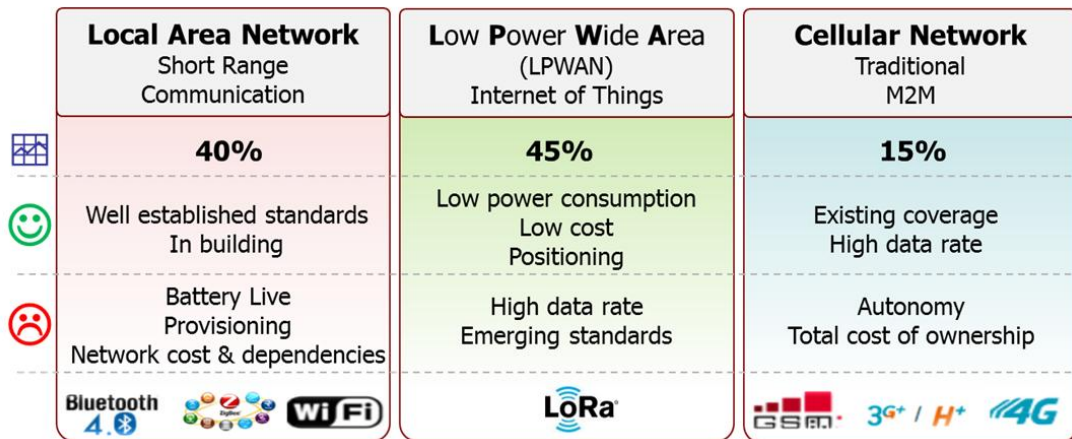 Local Area Network
Short Range
Communication
Low Power Wide Area
(LPWAN)
Internet of Things
Cellular Network
Traditional
M2M
40%
45%
15%
Well established standards
In building
Low power consumption
Low cost
Positioning
Existing coverage
High data rate
Battery Live
Provisioning
Network cost & dependencies
High data rate
Emerging standards
Autonomy
Total cost of ownership
Bluetooth
4.0
ZigBee
Wi Fi
LoRa
GSM
3G+ / H+
4G